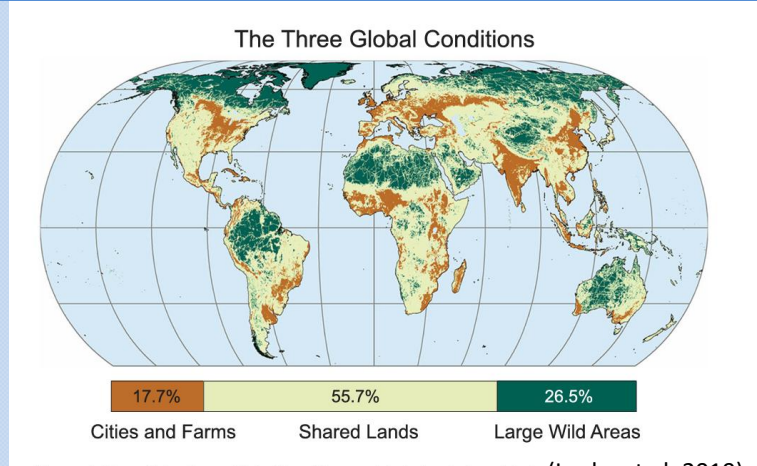 The Three Global Conditions
17.7% 55.7% 26.5%
Cities and Farms Shared Lands Large Wild Areas